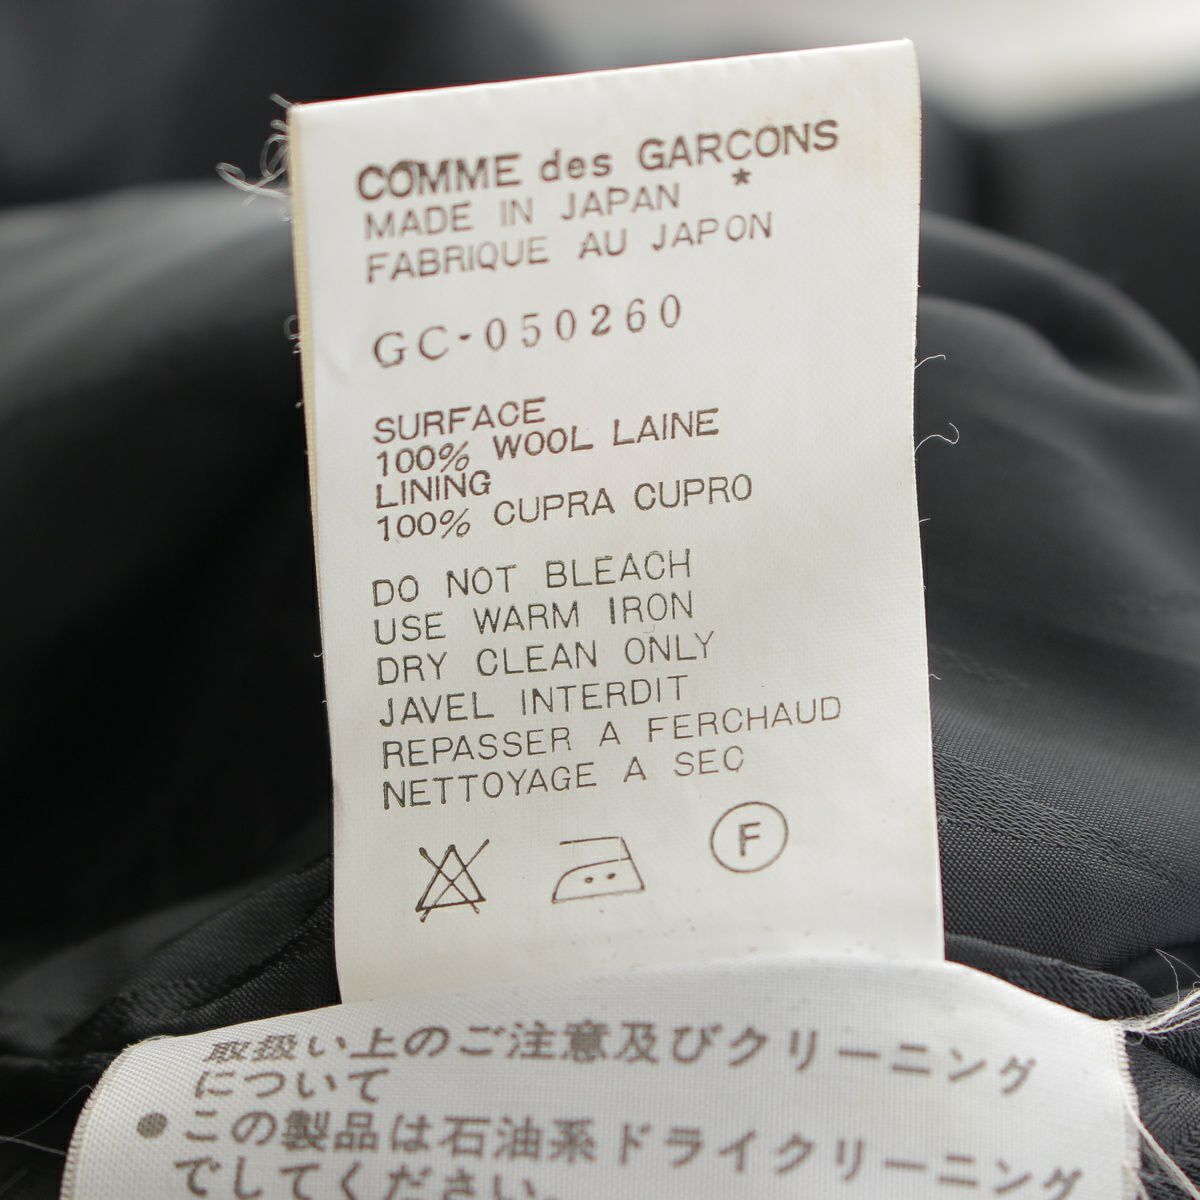 COMME des GARCONS
*
MADE IN JAPAN
FABRIQUE AU JAPON
GC-050260
SURFACE
100% WOOL LAINE
LINING
100% CUPRA CUPRO
DO NOT BLEACH
USE WARM IRON
DRY CLEAN ONLY
JAVEL INTERDIT
REPASSER A FERCHAUD
NETTOYAGE A SEC
F
取扱い上のご注意及びクリーニング
について
●この製品は石油系ドライクリーニング
でしてください。